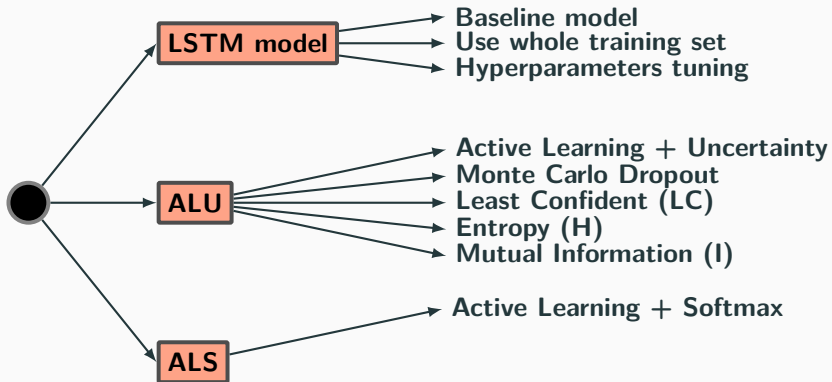 Baseline model
LSTM model
Use whole training set
Hyperparameters tuning
Active Learning + Uncertainty
Monte Carlo Dropout
ALU
Least Confident (LC)
Entropy (H)
Mutual Information (I)
Active Learning + Softmax
ALS